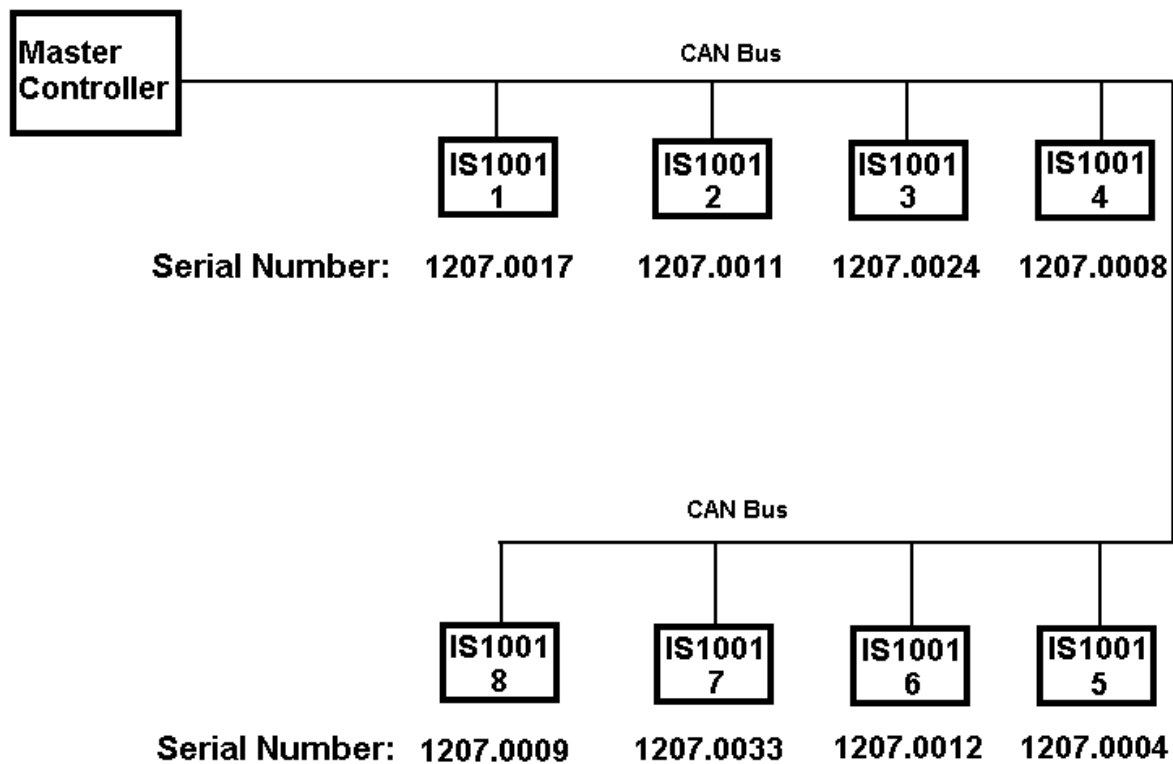 Master
Controller
CAN Bus
IS1001
1
IS1001
2
IS1001
3
IS1001
4
Serial Number: 1207.0017 1207.0011 1207.0024 1207.0008
CAN Bus
IS1001
8
IS1001
7
IS1001
6
IS1001
5
Serial Number: 1207.0009 1207.0033 1207.0012 1207.0004